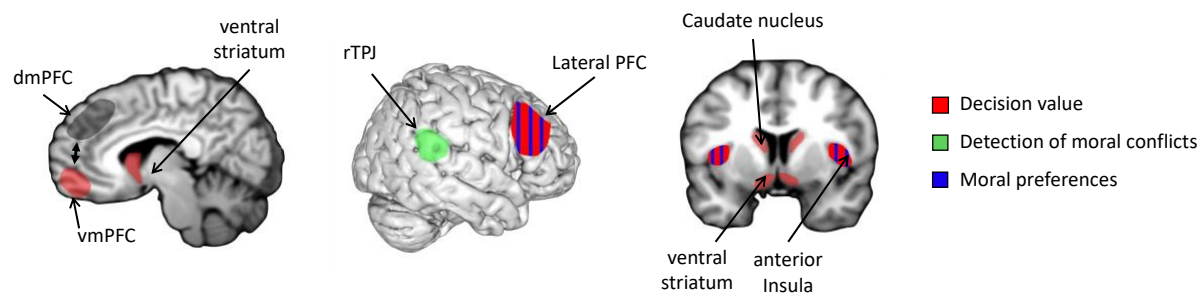 ventral
striatum
dmPFC
vmPFC
rTPJ
Lateral PFC
Caudate nucleus
ventral
striatum
anterior
Insula
Decision value
Detection of moral conflicts
Moral preferences